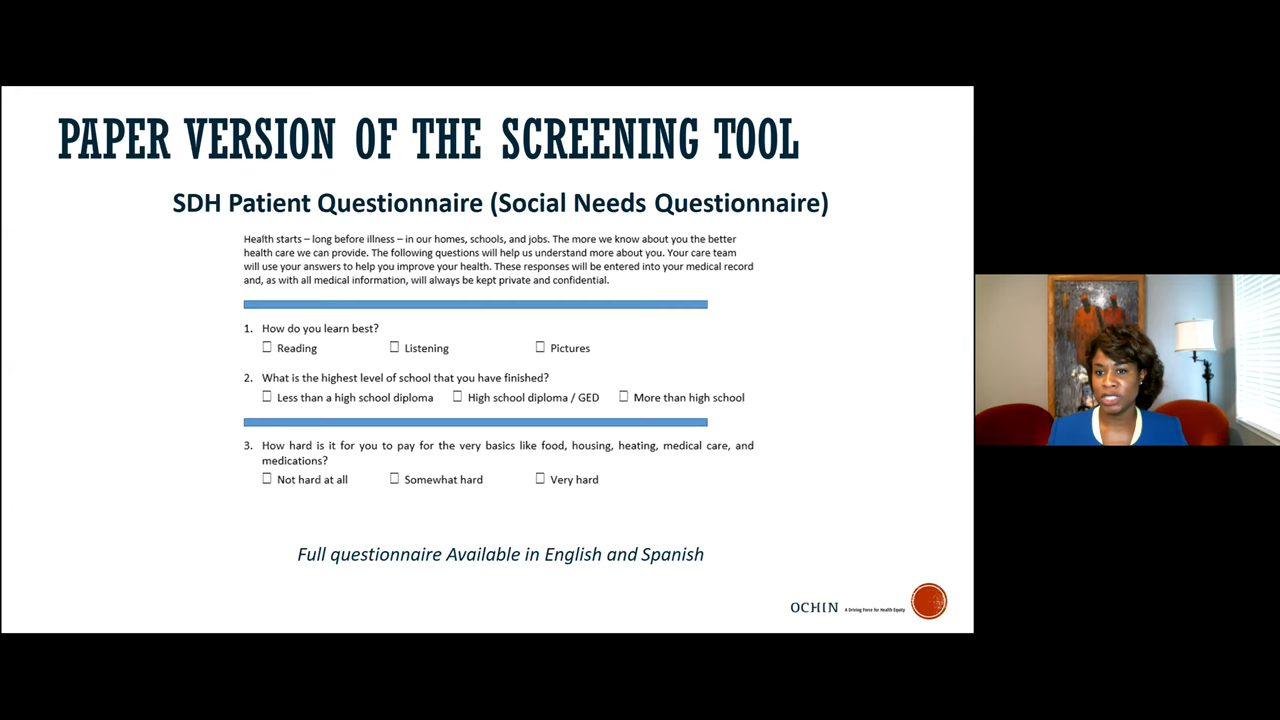 PAPER VERSION OF THE SCREENING TOOL
SDH Patient Questionnaire (Social Needs Questionnaire)
Health starts – long before illness – in our homes, schools, and jobs. The more we know about you the better
health care we can provide. The following questions will help us understand more about you. Your care team
will use your answers to help you improve your health. These responses will be entered into your medical record
and, as with all medical information, will always be kept private and confidential.
1. How do you learn best?
☐ Reading ☐ Listening ☐ Pictures
2. What is the highest level of school that you have finished?
☐ Less than a high school diploma ☐ High school diploma / GED ☐ More than high school
3. How hard is it for you to pay for the very basics like food, housing, heating, medical care, and
medications?
☐ Not hard at all ☐ Somewhat hard ☐ Very hard
Full questionnaire Available in English and Spanish
OCHIN A Driving Force for Health Equity